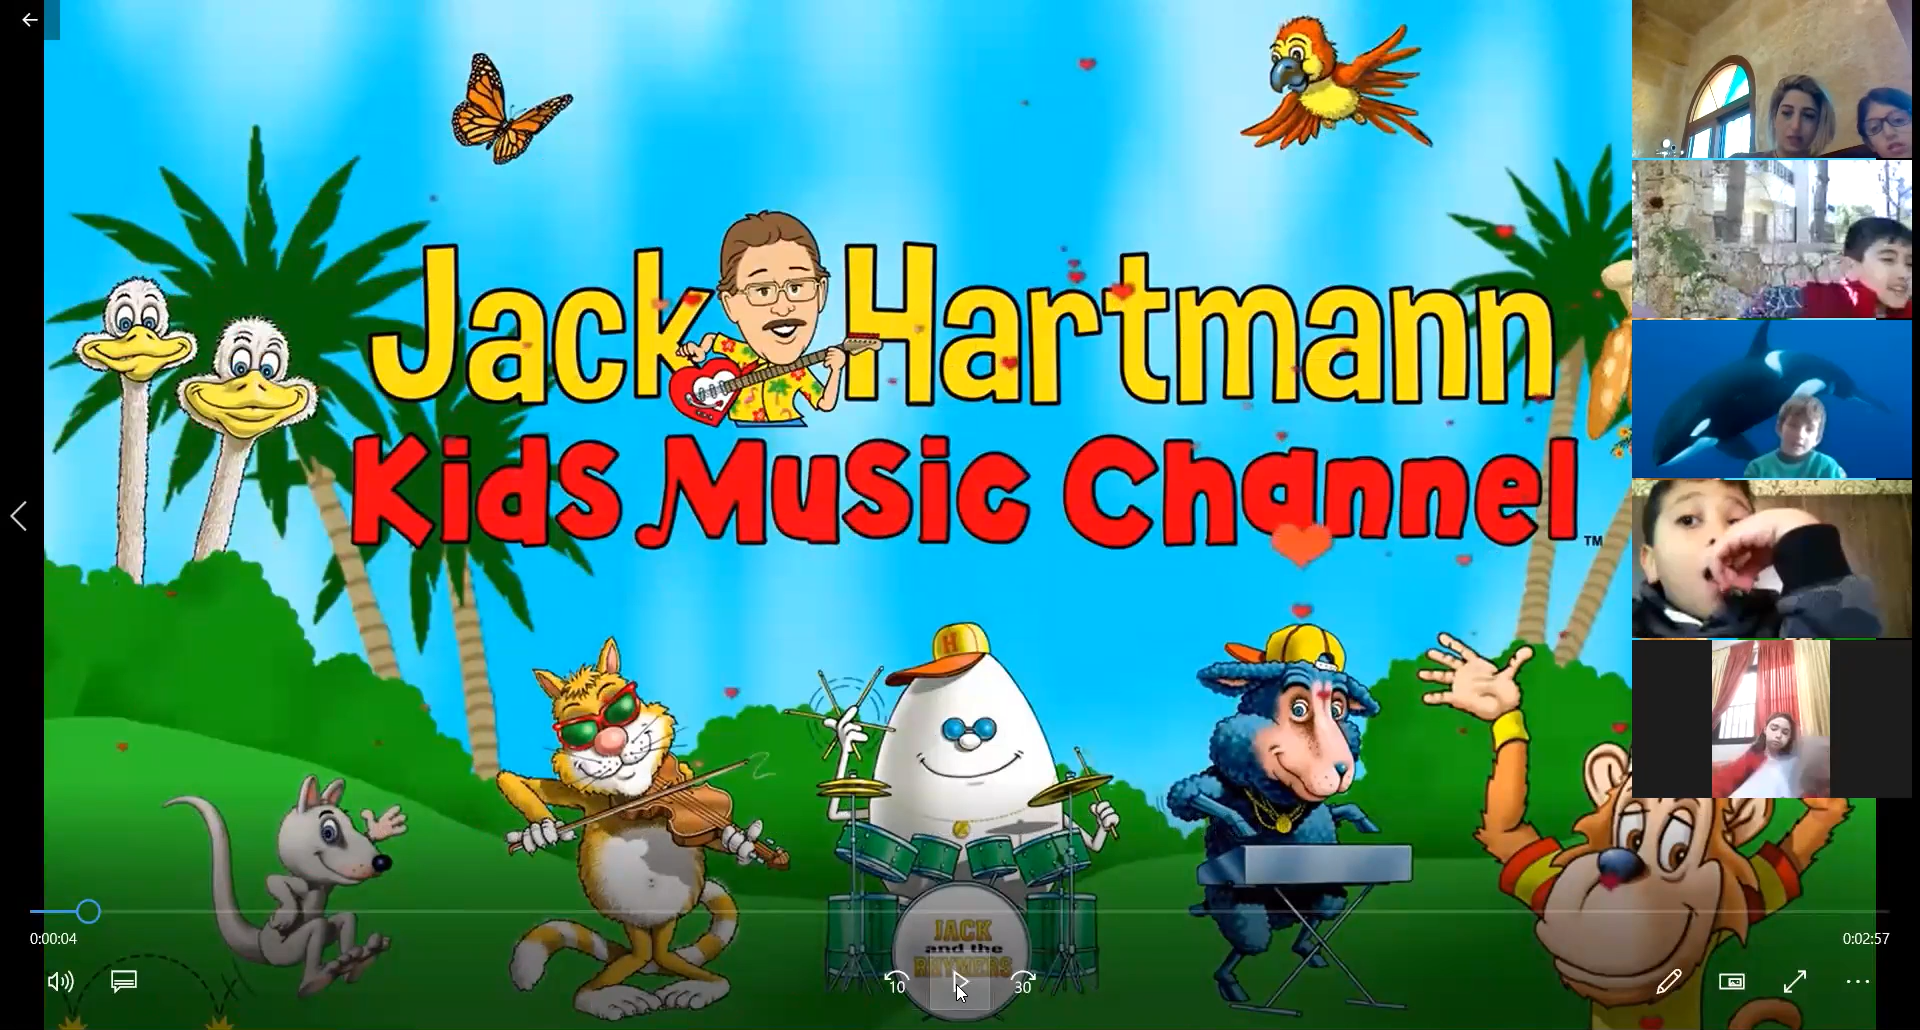 Jack Hartmann
Kids Music Channel
TM
H
JACK
and the
RHYMERS
0:00:04
0:02:57
10
30